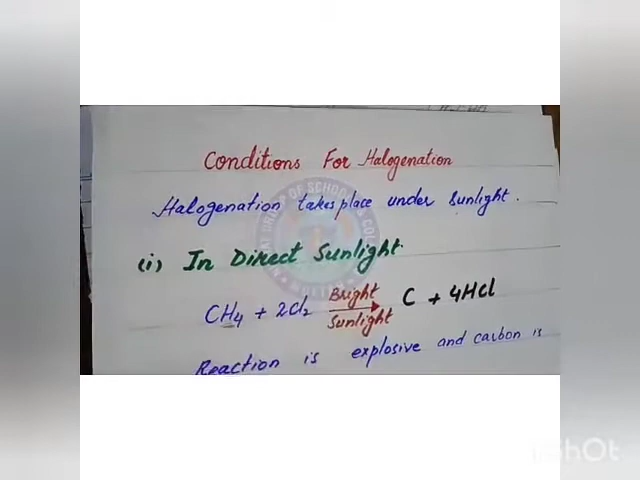 Conditions For Halogenation
Halogenation takes place under sunlight.
(i) In Direct Sunlight
CH4 + 2Cl2 Bright Sunlight → C + 4HCl
Reaction is explosive and carbon is